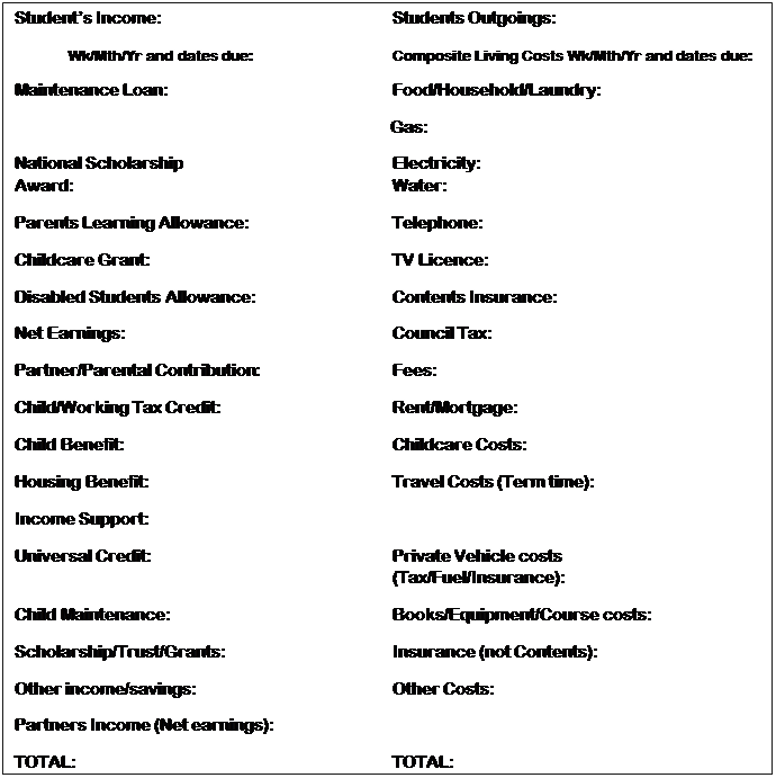 Student's Income:
Students Outgoings:
Wk/Mth/Yr and dates due:
Composite Living Costs Wk/Mth/Yr and dates due:
Maintenance Loan:
Food/Household/Laundry:
Gas:
National Scholarship
Award:
Electricity:
Water:
Parents Learning Allowance:
Telephone:
Childcare Grant:
TV Licence:
Disabled Students Allowance:
Contents Insurance:
Net Earnings:
Council Tax:
Partner/Parental Contribution:
Fees:
Child/Working Tax Credit:
Rent/Mortgage:
Child Benefit:
Childcare Costs:
Housing Benefit:
Travel Costs (Term time):
Income Support:
Universal Credit:
Private Vehicle costs
(Tax/Fuel/Insurance):
Child Maintenance:
Books/Equipment/Course costs:
Scholarship/Trust/Grants:
Insurance (not Contents):
Other income/savings:
Other Costs:
Partners Income (Net earnings):
TOTAL:
TOTAL: